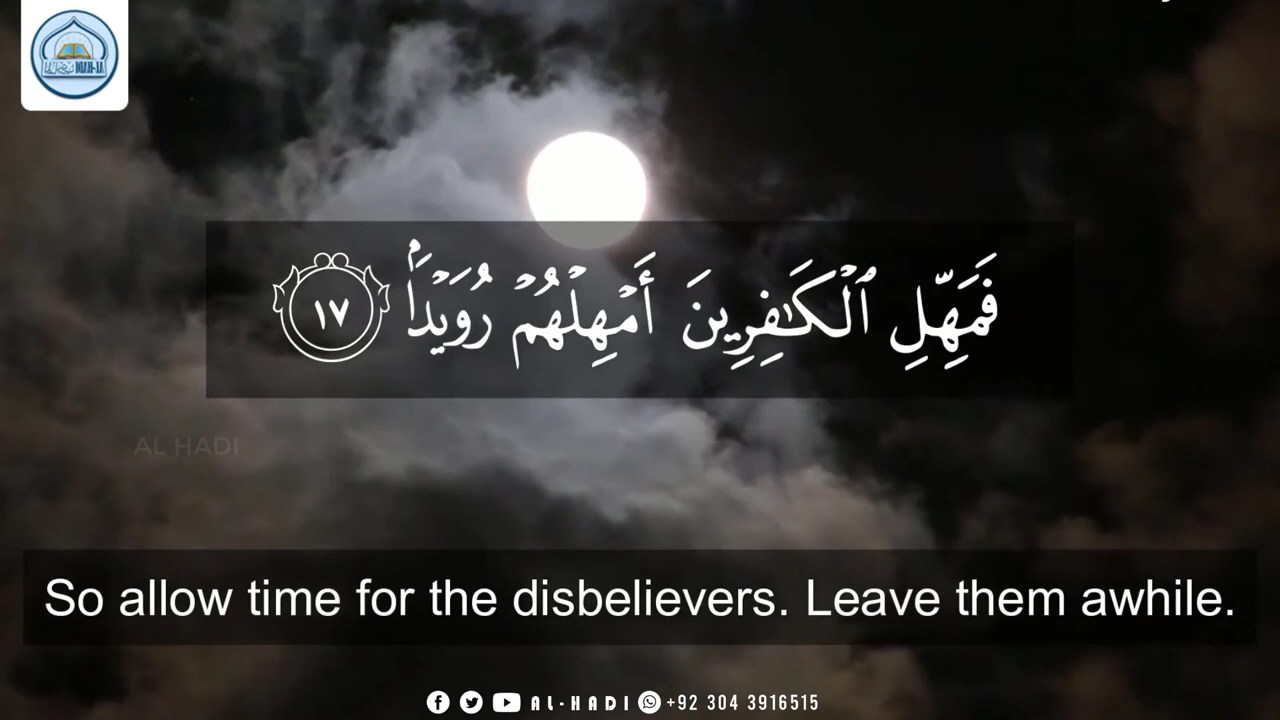 فَمَهِّلِ ٱلْكَـٰفِرِينَ أَمْهِلْهُمْ رُوَيْدَۢا ١٧
AL HADI
So allow time for the disbelievers. Leave them awhile.
AL-HADI +92 304 3916515